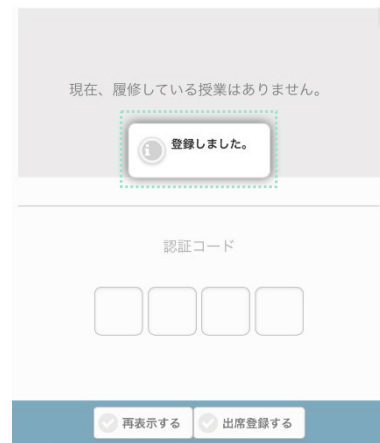 現在、履修している授業はありません。
登録しました。
認証コード
再表示する
出席登録する